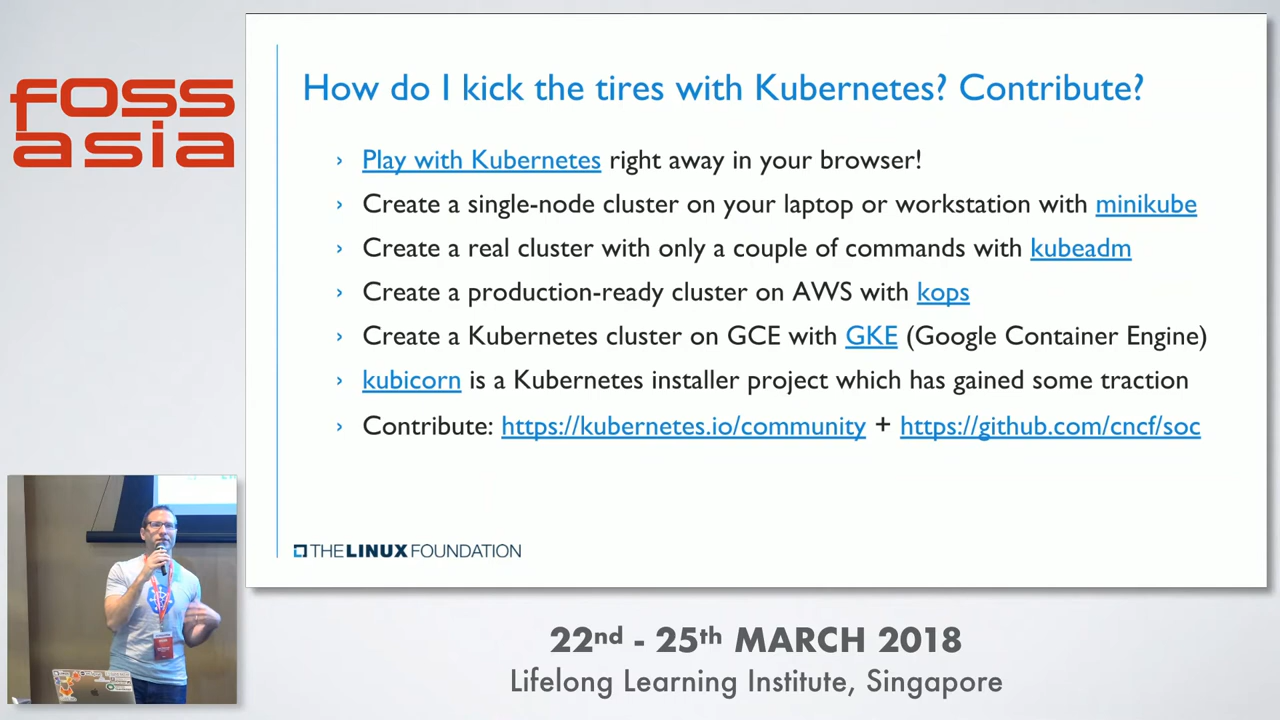 foss
asia
How do I kick the tires with Kubernetes? Contribute?
› Play with Kubernetes right away in your browser!
› Create a single-node cluster on your laptop or workstation with minikube
› Create a real cluster with only a couple of commands with kubeadm
› Create a production-ready cluster on AWS with kops
› Create a Kubernetes cluster on GCE with GKE (Google Container Engine)
› kubicorn is a Kubernetes installer project which has gained some traction
› Contribute: https://kubernetes.io/community + https://github.com/cncf/soc
THE LINUX FOUNDATION
22nd - 25th MARCH 2018
Lifelong Learning Institute, Singapore